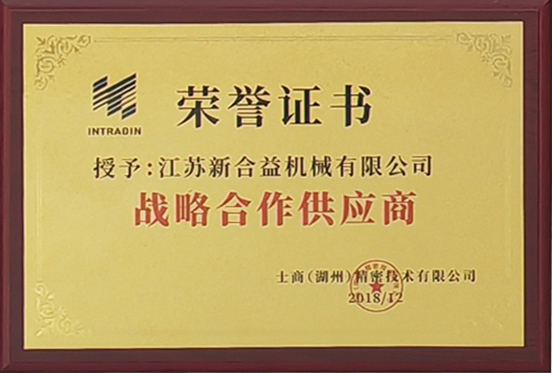 荣誉证书
INTRADIN
授予:江苏新合益机械有限公司
战略合作供应商
士商(湖州)精密技术有限公司
2018/12